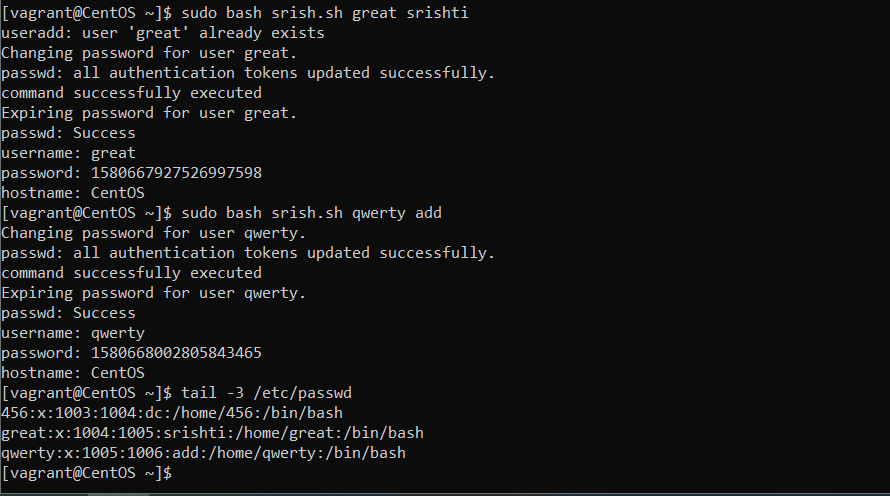 [vagrant@CentOS ~]$ sudo bash srish.sh great srishti
useradd: user 'great' already exists
Changing password for user great.
passwd: all authentication tokens updated successfully.
command successfully executed
Expiring password for user great.
passwd: Success
username: great
password: 1580667927526997598
hostname: CentOS
[vagrant@CentOS ~]$ sudo bash srish.sh qwerty add
Changing password for user qwerty.
passwd: all authentication tokens updated successfully.
command successfully executed
Expiring password for user qwerty.
passwd: Success
username: qwerty
password: 1580668002805843465
hostname: CentOS
[vagrant@CentOS ~]$ tail -3 /etc/passwd
456:x:1003:1004:dc:/home/456:/bin/bash
great:x:1004:1005:srishti:/home/great:/bin/bash
qwerty:x:1005:1006:add:/home/qwerty:/bin/bash
[vagrant@CentOS ~]$